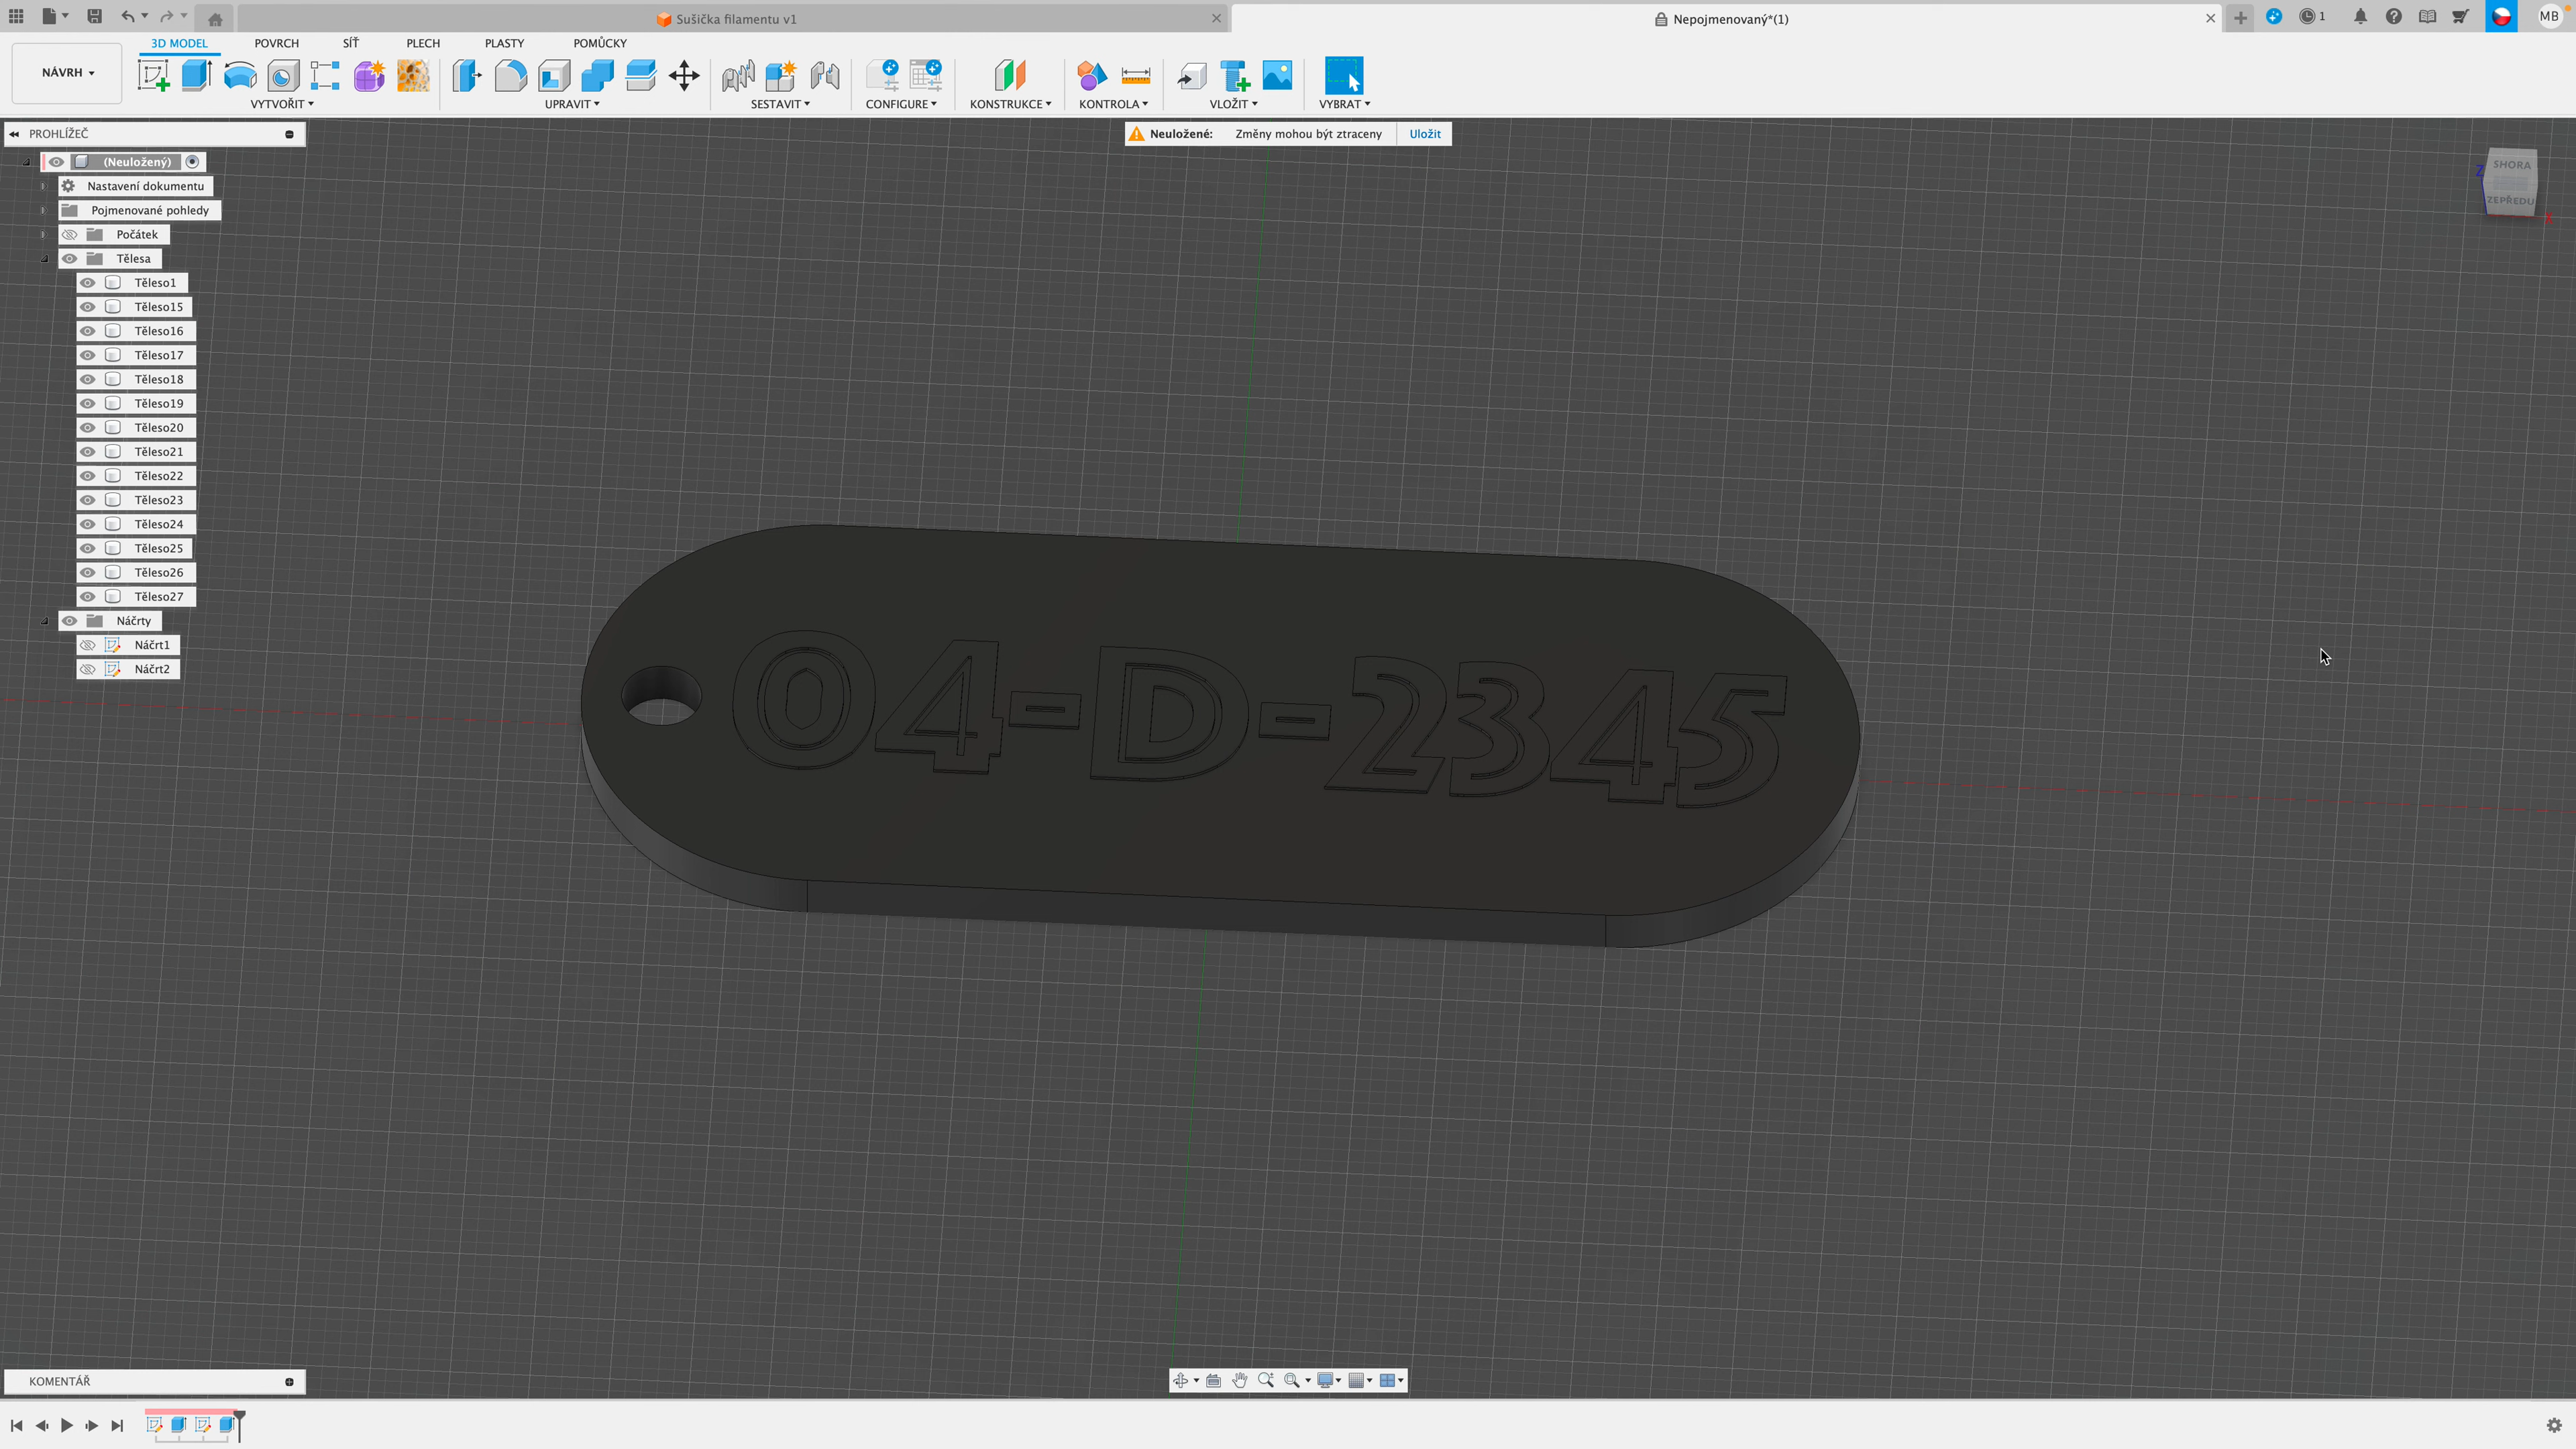 Sušička filamentu v1
Nepojmenovaný*(1)
1
MB
3D MODEL POVRCH SÍŤ PLECH PLASTY POMŮCKY
NÁVRH
VYTVOŘIT UPRAVIT SESTAVIT CONFIGURE KONSTRUKCE KONTROLA VLOŽIT VYBRAT
PROHLÍŽEČ
Neuložené: Změny mohou být ztraceny Uložit
(Neuložený)
Nastavení dokumentu
Pojmenované pohledy
Počátek
Tělesa
Těleso1
Těleso15
Těleso16
Těleso17
Těleso18
Těleso19
Těleso20
Těleso21
Těleso22
Těleso23
Těleso24
Těleso25
Těleso26
Těleso27
Náčrty
Náčrt1
Náčrt2
SHORA
Z
ZEPŘEDU
X
04-D-2345
KOMENTÁŘ